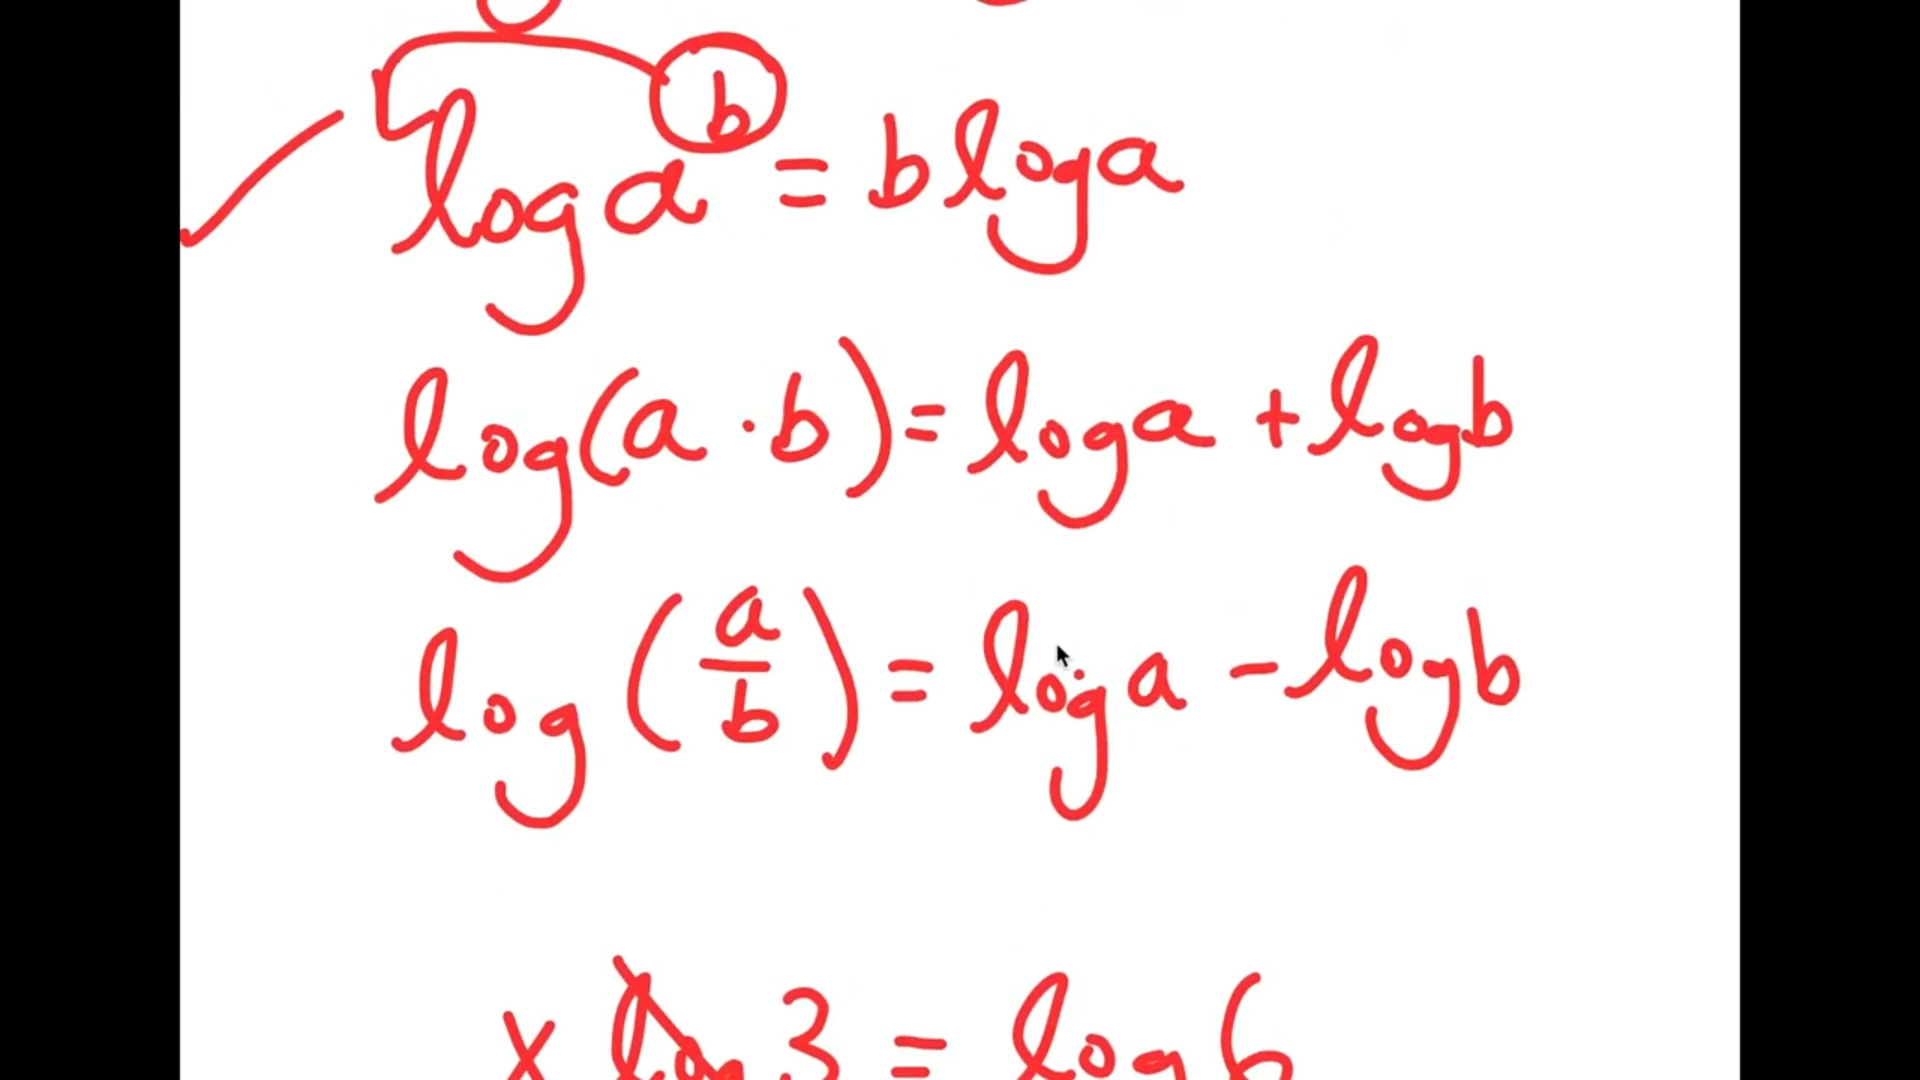 log a^b = b log a
log(a · b) = log a + log b
log (a/b) = log a - log b
x log 3 = log 6